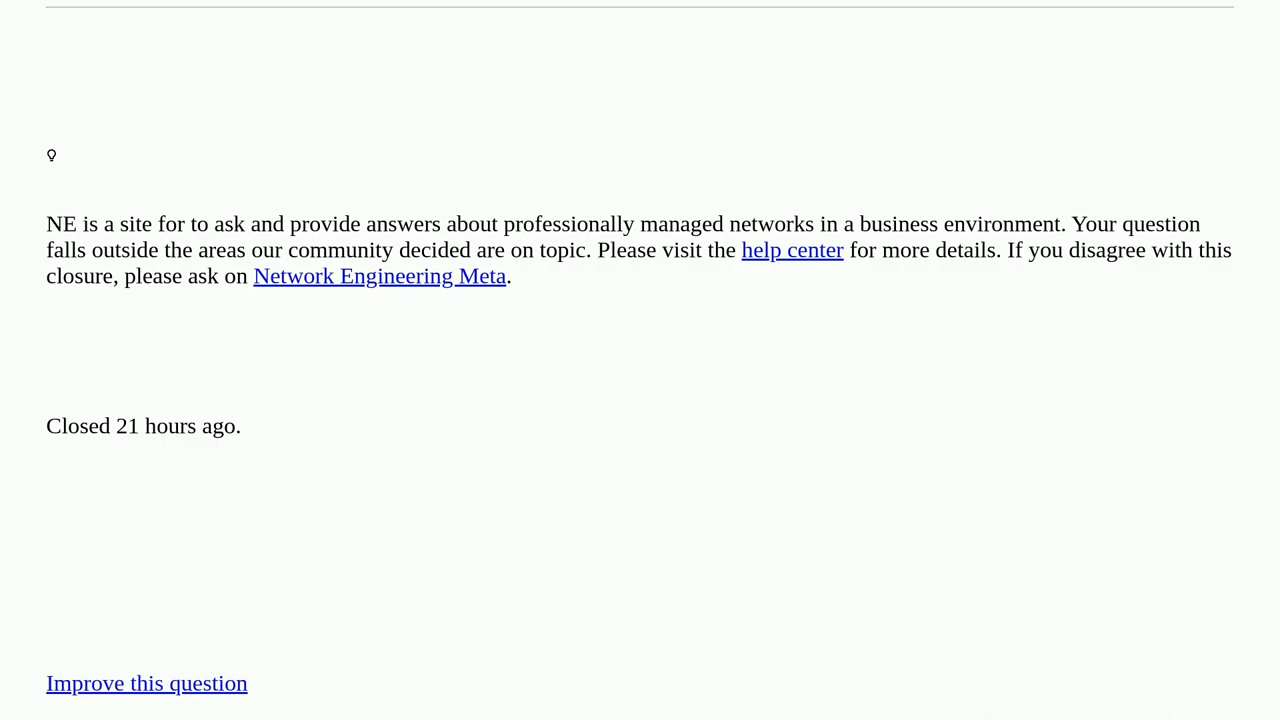 NE is a site for to ask and provide answers about professionally managed networks in a business environment. Your question
falls outside the areas our community decided are on topic. Please visit the help center for more details. If you disagree with this
closure, please ask on Network Engineering Meta.
Closed 21 hours ago.
Improve this question